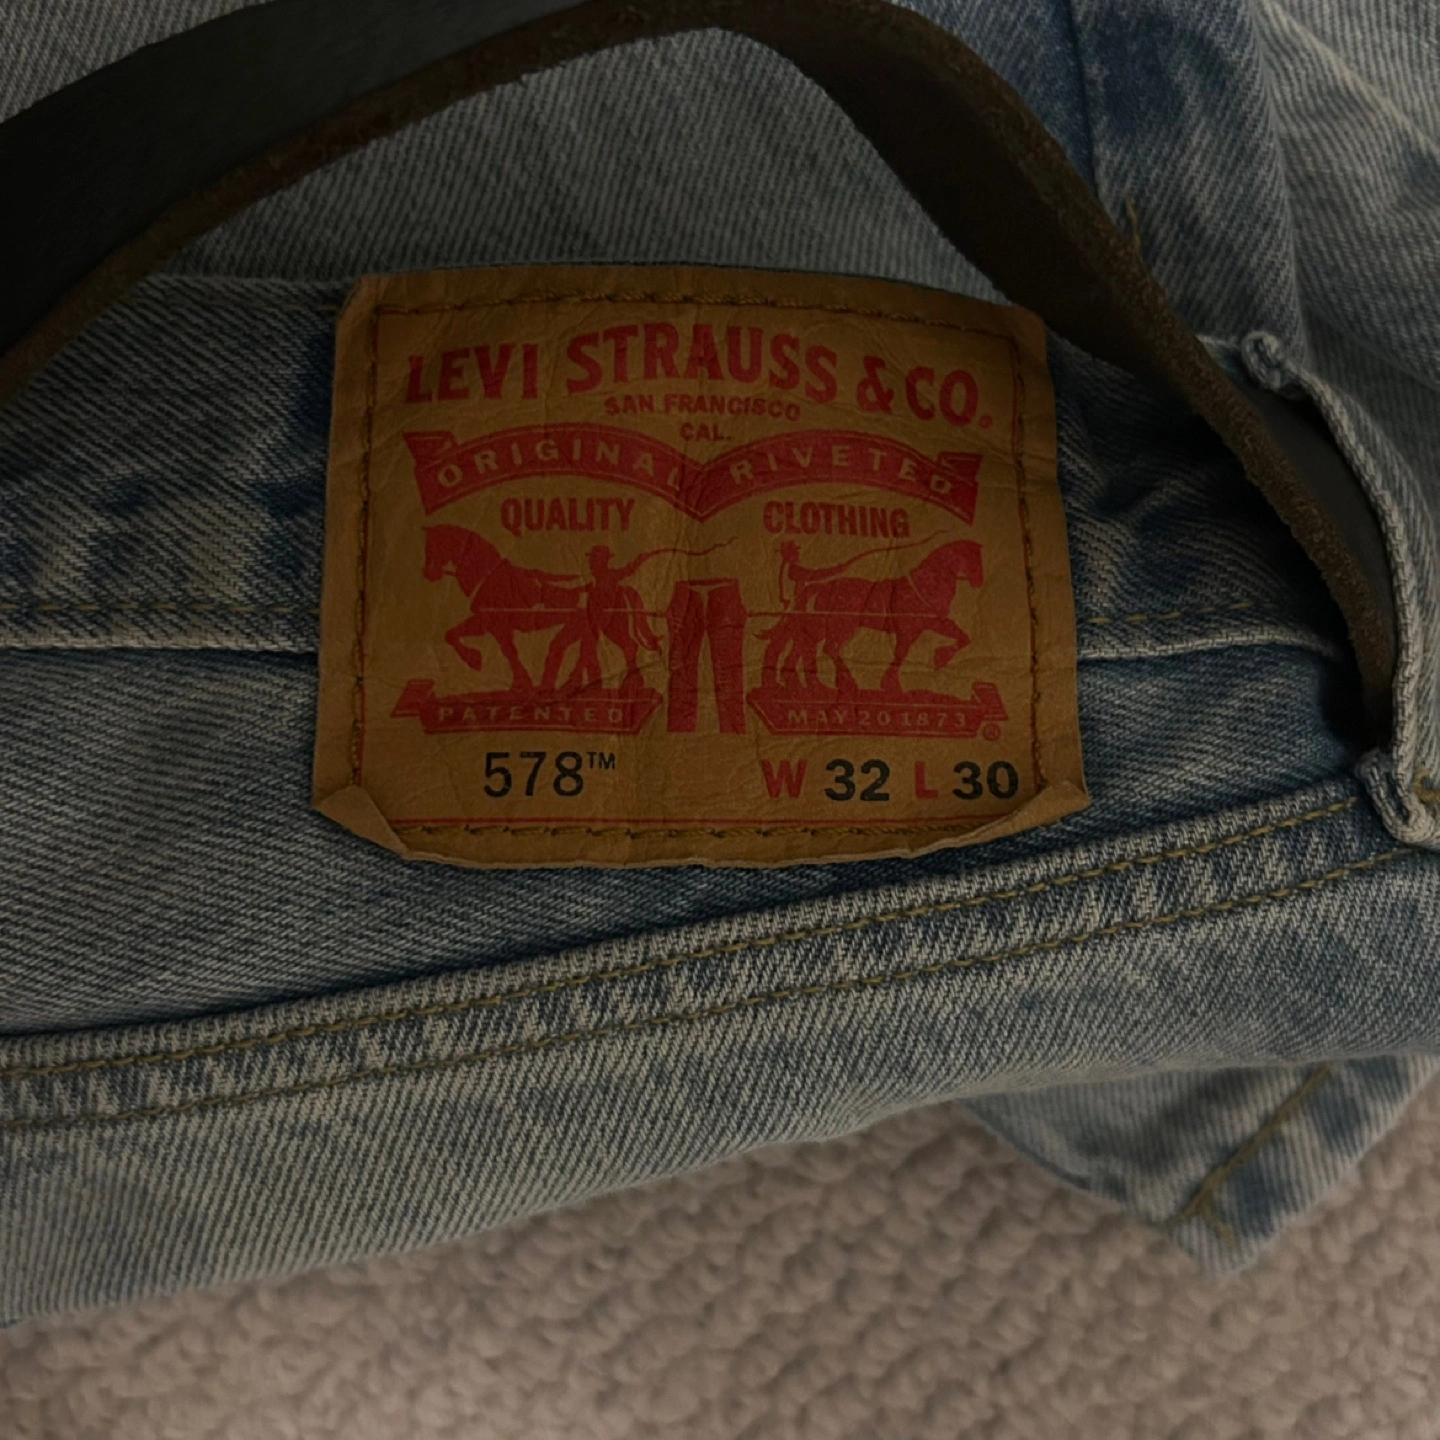 LEVI STRAUSS & CO.
SAN FRANCISCO
CAL.
ORIGINAL RIVETED
QUALITY CLOTHING
PATENTED MAY 20 1873 ®
578™ W 32 L 30